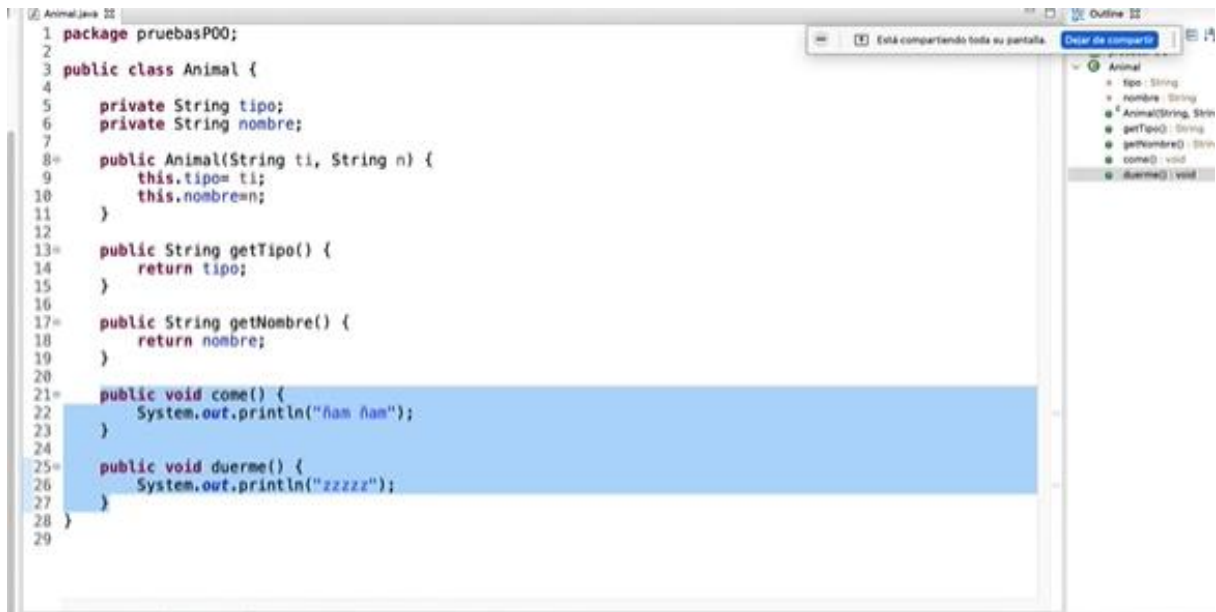 Animal.java
package pruebasPOO;
public class Animal {
private String tipo;
private String nombre;
public Animal(String ti, String n) {
this.tipo= ti;
this.nombre=n;
}
public String getTipo() {
return tipo;
}
public String getNombre() {
return nombre;
}
public void come() {
System.out.println("ñam ñam");
}
public void duerme() {
System.out.println("zzzzz");
}
}
1
2
3
4
5
6
7
8
9
10
11
12
13
14
15
16
17
18
19
20
21
22
23
24
25
26
27
28
29
Está compartiendo toda su pantalla.
Dejar de compartir
Outline
Animal
tipo : String
nombre : String
Animal(String, Strin
getTipo() : String
getNombre() : Strin
come() : void
duerme() : void